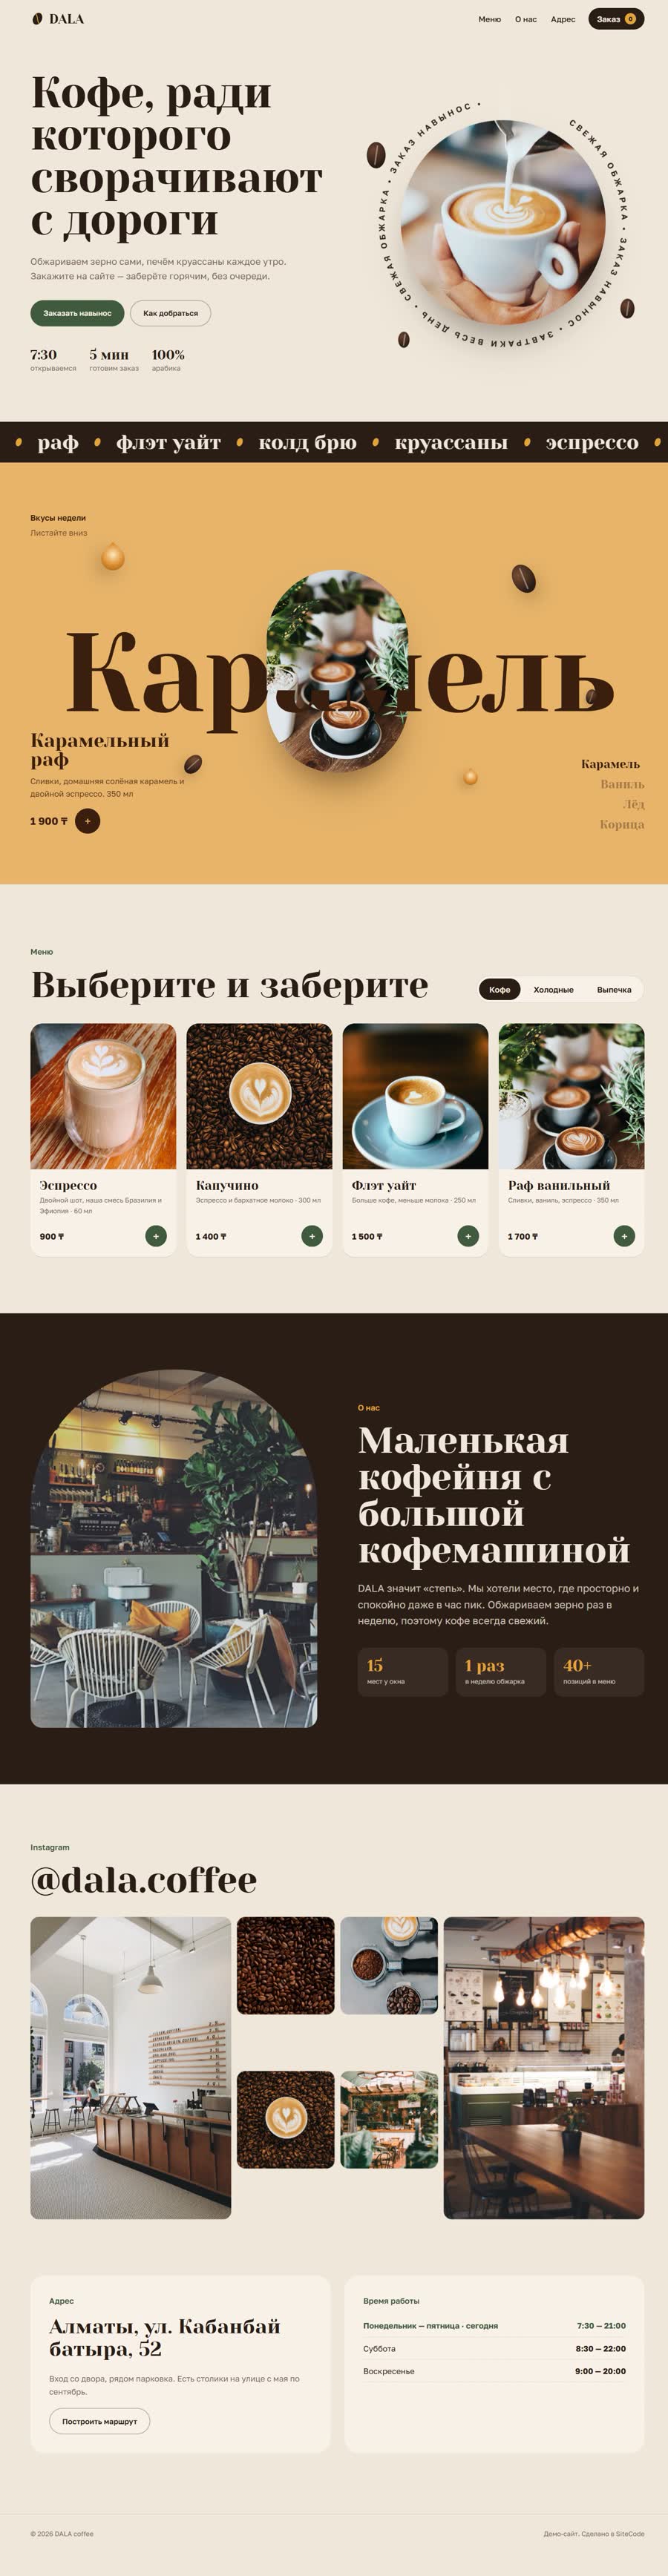 DALA
Меню
О нас
Адрес
Заказ 0
Кофе, ради
которого
сворачивают
с дороги
СВЕЖАЯ ОБЖАРКА • ЗАКАЗ НАВЫНОС • ЗАВТРАКИ ВЕСЬ ДЕНЬ • СВЕЖАЯ ОБЖАРКА • ЗАКАЗ НАВЫНОС •
Обжариваем зерно сами, печём круассаны каждое утро.
Закажите на сайте — заберёте горячим, без очереди.
Заказать навынос
Как добраться
7:30
открываемся
5 мин
готовим заказ
100%
арабика
раф
флэт уайт
колд брю
круассаны
эспрессо
Вкусы недели
Листайте вниз
Карамель
Карамельный
раф
Сливки, домашняя солёная карамель и
двойной эспрессо. 350 мл
1 900 ₸ +
Карамель
Ваниль
Лёд
Корица
Меню
Выберите и заберите
Кофе
Холодные
Выпечка
Эспрессо
Двойной шот, наша смесь Бразилия и
Эфиопия · 60 мл
900 ₸ +
Капучино
Эспрессо и бархатное молоко · 300 мл
1 400 ₸ +
Флэт уайт
Больше кофе, меньше молока · 250 мл
1 500 ₸ +
Раф ванильный
Сливки, ваниль, эспрессо · 350 мл
1 700 ₸ +
О нас
Маленькая
кофейня с
большой
кофемашиной
DALA значит «степь». Мы хотели место, где просторно и
спокойно даже в час пик. Обжариваем зерно раз в
неделю, поэтому кофе всегда свежий.
15
мест у окна
1 раз
в неделю обжарка
40+
позиций в меню
Instagram
@dala.coffee
Адрес
Алматы, ул. Кабанбай
батыра, 52
Вход со двора, рядом парковка. Есть столики на улице с мая по
сентябрь.
Построить маршрут
Время работы
Понедельник — пятница · сегодня 7:30 — 21:00
Суббота 8:30 — 22:00
Воскресенье 9:00 — 20:00
© 2026 DALA coffee
Демо-сайт. Сделано в SiteCode